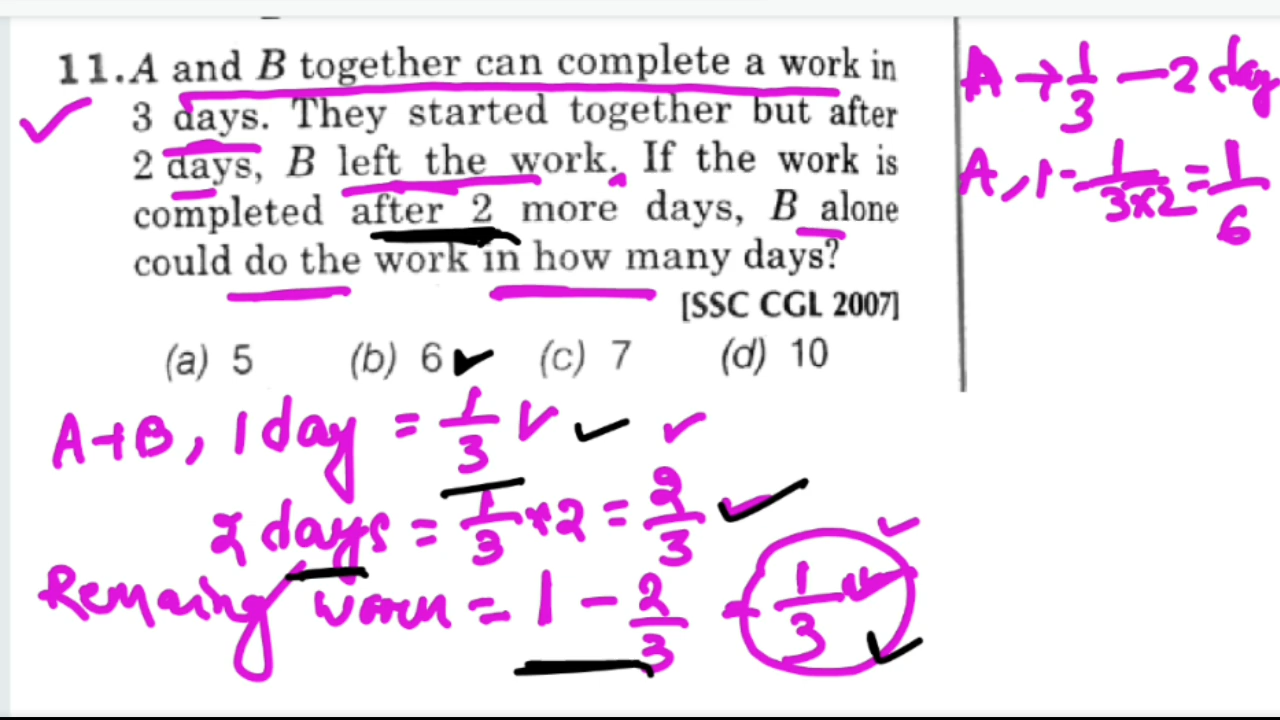 11. A and B together can complete a work in
3 days. They started together but after
2 days, B left the work. If the work is
completed after 2 more days, B alone
could do the work in how many days?
[SSC CGL 2007]
(a) 5 (b) 6 ✔ (c) 7 (d) 10
A+B, 1 day = 1/3
2 days = 1/3 * 2 = 2/3
Remaing work = 1 - 2/3 = 1/3
A → 1/3 - 2 day
A, 1 - 1/3×2 = 1/6